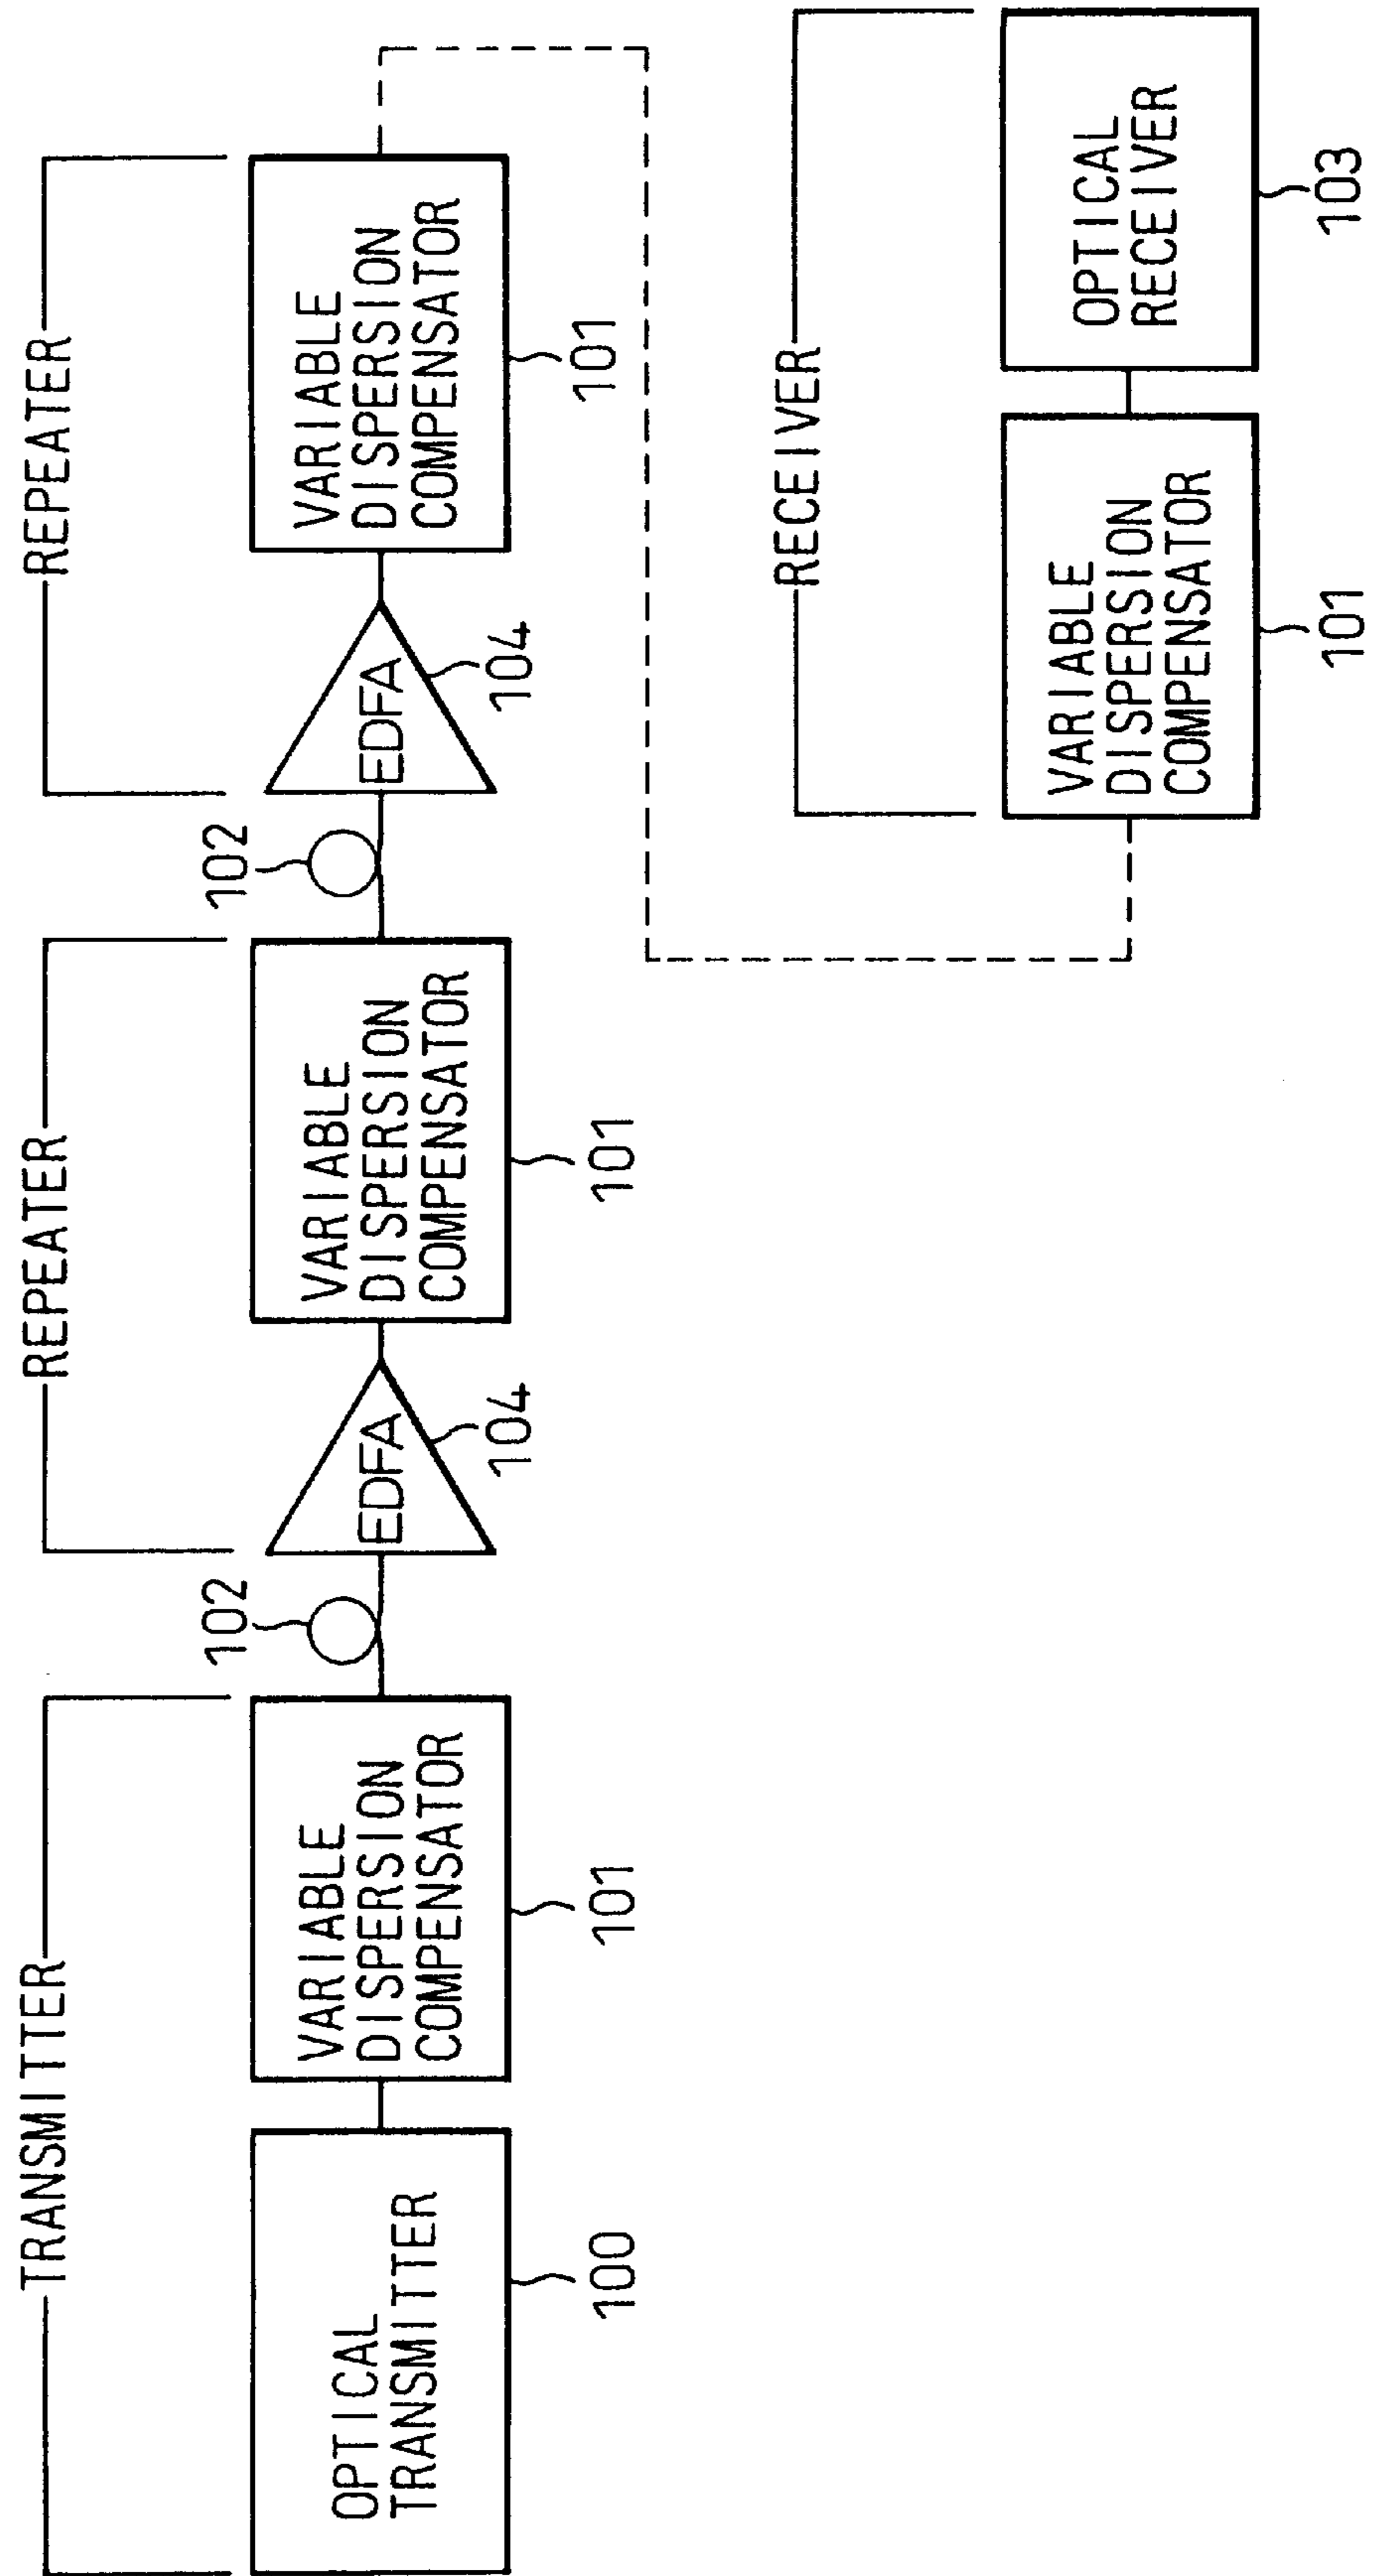 TRANSMITTER
OPTICAL
TRANSMITTER
100
VARIABLE
DISPERSION
COMPENSATOR
101
102
REPEATER
EDFA
104
VARIABLE
DISPERSION
COMPENSATOR
101
102
REPEATER
EDFA
104
VARIABLE
DISPERSION
COMPENSATOR
101
RECEIVER
VARIABLE
DISPERSION
COMPENSATOR
101
OPTICAL
RECEIVER
103